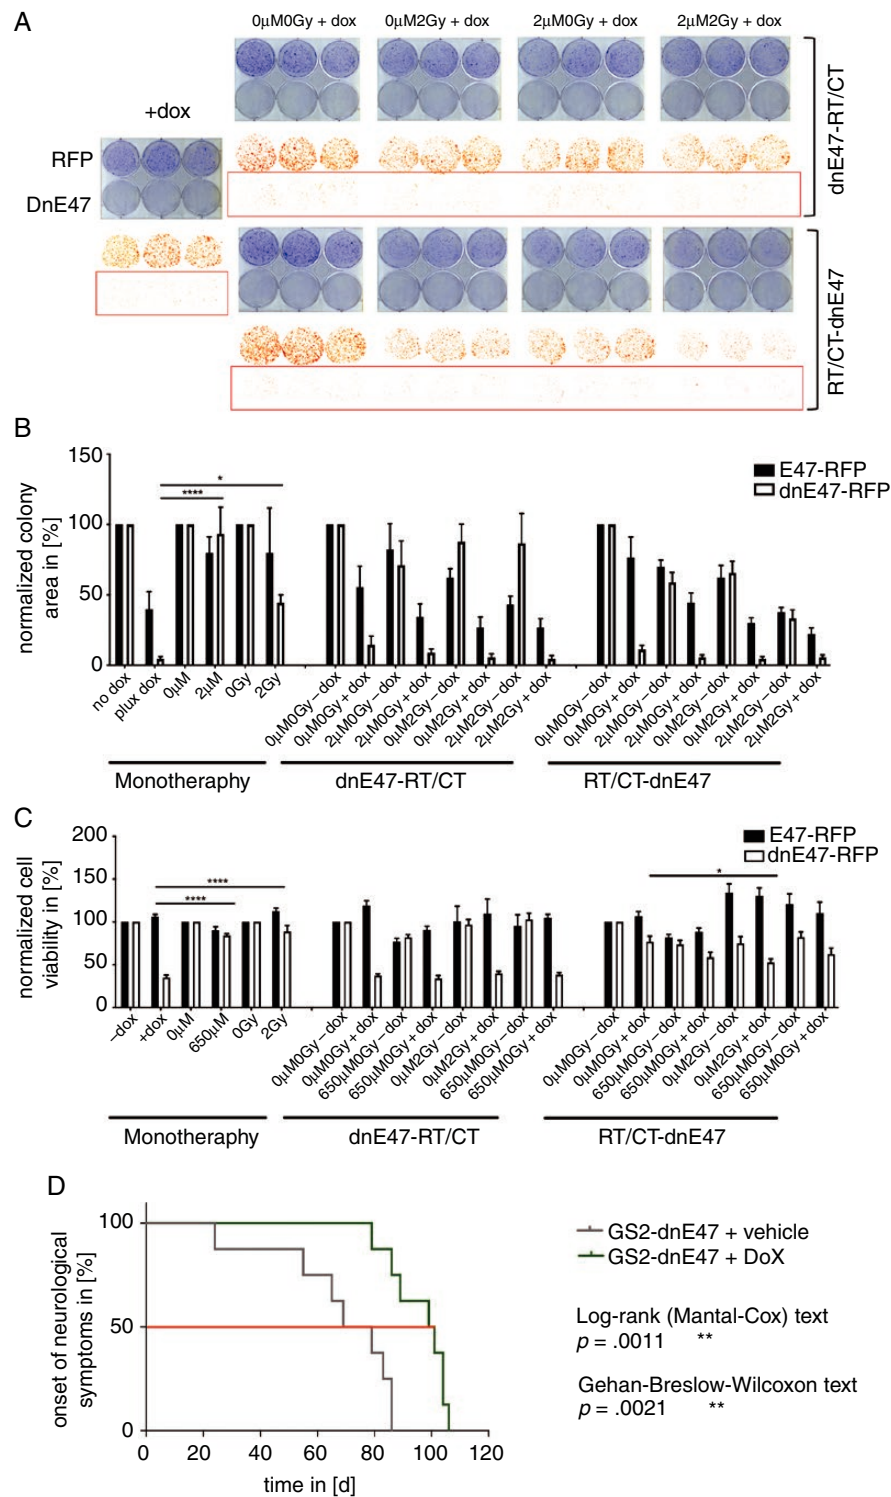 A
0µM0Gy + dox
0µM2Gy + dox
2µM0Gy + dox
2µM2Gy + dox
+dox
RFP
DnE47
dnE47-RT/CT
RT/CT-dnE47
B
normalized colony
area in [%]
150
100
50
0
*
****
E47-RFP
dnE47-RFP
no dox
plux dox
0µM
2µM
0Gy
2Gy
0µM0Gy – dox
0µM0Gy + dox
2µM0Gy – dox
2µM0Gy + dox
0µM2Gy – dox
0µM2Gy + dox
2µM2Gy – dox
2µM2Gy + dox
0µM0Gy – dox
0µM0Gy + dox
2µM0Gy – dox
2µM0Gy + dox
0µM2Gy – dox
0µM2Gy + dox
2µM2Gy – dox
2µM2Gy + dox
Monotheraphy
dnE47-RT/CT
RT/CT-dnE47
C
normalized cell
viability in [%]
200
150
100
50
0
****
****
*
E47-RFP
dnE47-RFP
–dox
+dox
0µM
650µM
0Gy
2Gy
0µM0Gy – dox
0µM0Gy + dox
650µM0Gy – dox
650µM0Gy + dox
0µM2Gy – dox
0µM2Gy + dox
650µM0Gy – dox
650µM0Gy + dox
0µM0Gy – dox
0µM0Gy + dox
650µM0Gy – dox
650µM0Gy + dox
0µM2Gy – dox
0µM2Gy + dox
650µM0Gy – dox
650µM0Gy + dox
Monotheraphy
dnE47-RT/CT
RT/CT-dnE47
D
onset of neurological
symptoms in [%]
100
50
0
0 20 40 60 80 100 120
time in [d]
GS2-dnE47 + vehicle
GS2-dnE47 + DoX
Log-rank (Mantal-Cox) text
p = .0011 **
Gehan-Breslow-Wilcoxon text
p = .0021 **